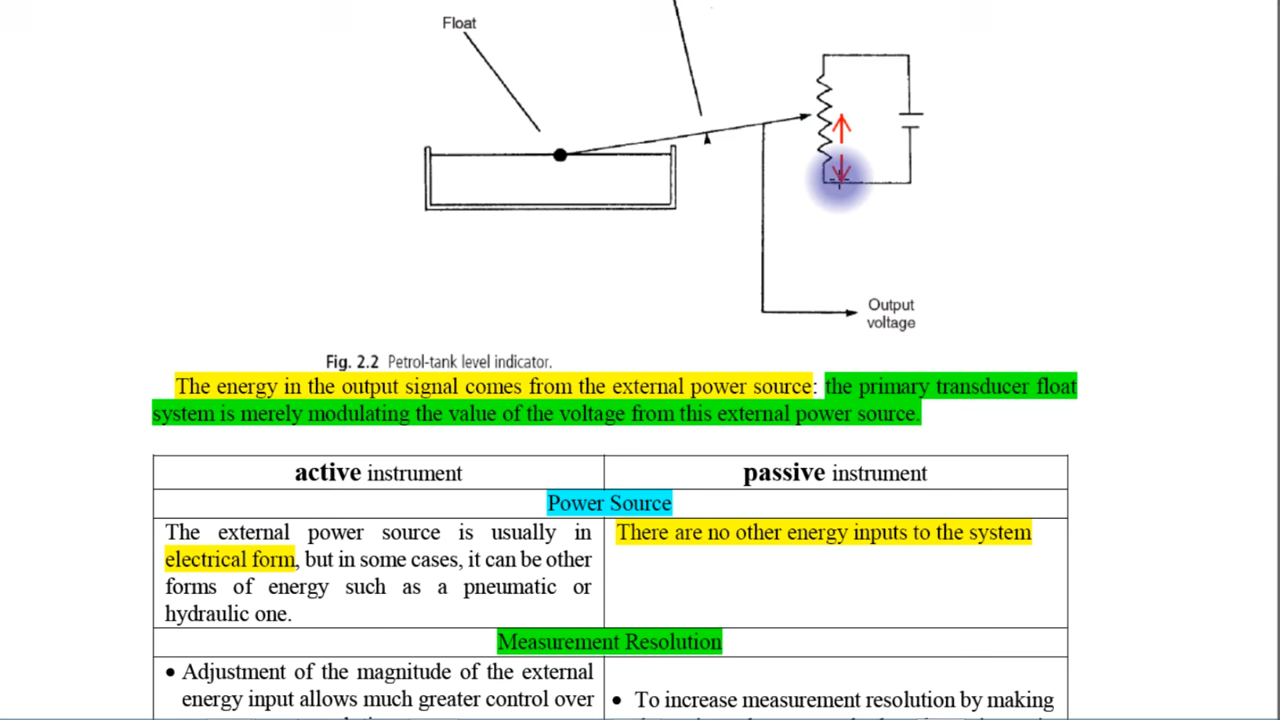 Float
Output
voltage
Fig. 2.2 Petrol-tank level indicator.
The energy in the output signal comes from the external power source: the primary transducer float
system is merely modulating the value of the voltage from this external power source.
active instrument
passive instrument
Power Source
The external power source is usually in
electrical form, but in some cases, it can be other
forms of energy such as a pneumatic or
hydraulic one.
There are no other energy inputs to the system
Measurement Resolution
• Adjustment of the magnitude of the external
energy input allows much greater control over
• To increase measurement resolution by making